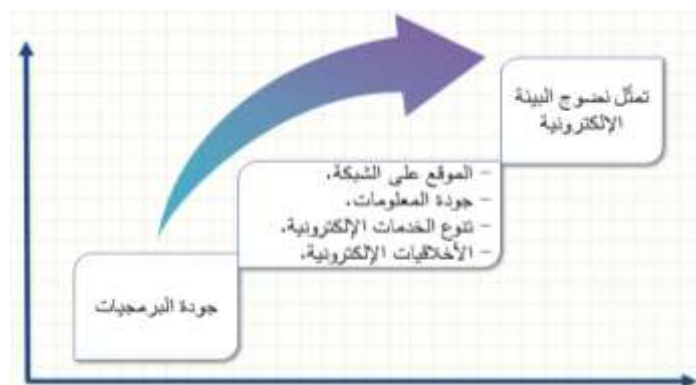 تمثل نضوج البيئة
الإلكترونية
- الموقع على الشبكة،
- جودة المعلومات،
- تنوع الخدمات الإلكترونية،
- الأخلاقيات الإلكترونية،
جودة البرمجيات